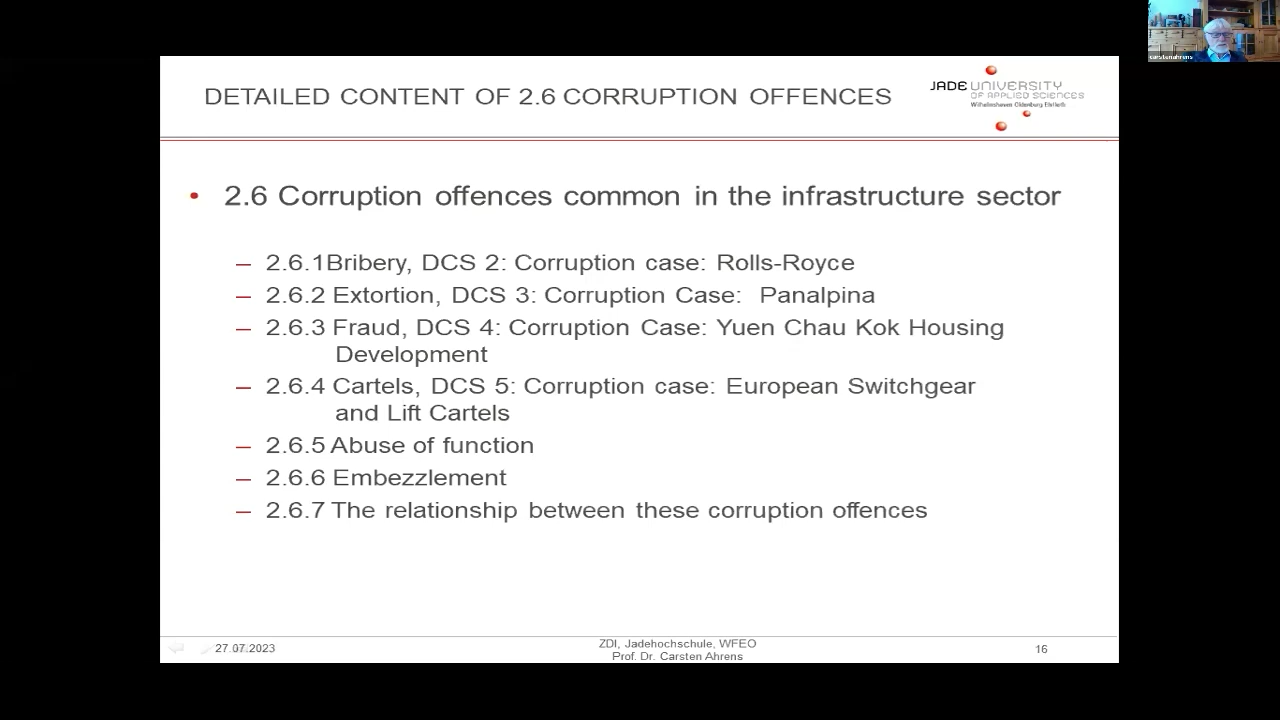 carstenahrens
DETAILED CONTENT OF 2.6 CORRUPTION OFFENCES
JADE UNIVERSITY
OF APPLIED SCIENCES
Wilhelmshaven Oldenburg Elsfleth
• 2.6 Corruption offences common in the infrastructure sector
– 2.6.1Bribery, DCS 2: Corruption case: Rolls-Royce
– 2.6.2 Extortion, DCS 3: Corruption Case: Panalpina
– 2.6.3 Fraud, DCS 4: Corruption Case: Yuen Chau Kok Housing
Development
– 2.6.4 Cartels, DCS 5: Corruption case: European Switchgear
and Lift Cartels
– 2.6.5 Abuse of function
– 2.6.6 Embezzlement
– 2.6.7 The relationship between these corruption offences
27.07.2023
ZDI, Jadehochschule, WFEO
Prof. Dr. Carsten Ahrens
16